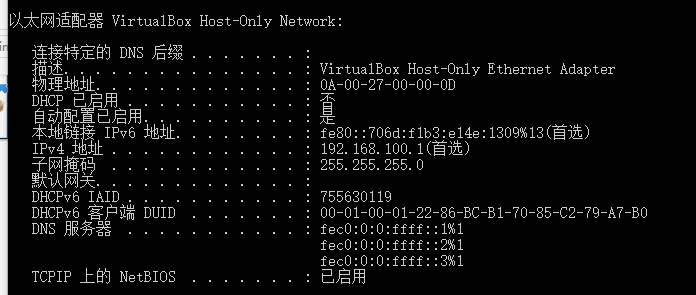 以太网适配器 VirtualBox Host-Only Network:
连接特定的 DNS 后缀 . . . . . . . :
描述. . . . . . . . . . . . . . . : VirtualBox Host-Only Ethernet Adapter
物理地址. . . . . . . . . . . . . : 0A-00-27-00-00-0D
DHCP 已启用 . . . . . . . . . . . : 否
自动配置已启用. . . . . . . . . . : 是
本地链接 IPv6 地址. . . . . . . . : fe80::706d:f1b3:e14e:1309%13(首选)
IPv4 地址 . . . . . . . . . . . . : 192.168.100.1(首选)
子网掩码 . . . . . . . . . . . . : 255.255.255.0
默认网关. . . . . . . . . . . . . :
DHCPv6 IAID . . . . . . . . . . . : 755630119
DHCPv6 客户端 DUID . . . . . . . : 00-01-00-01-22-86-BC-B1-70-85-C2-79-A7-B0
DNS 服务器 . . . . . . . . . . . : fec0:0:0:ffff::1%1
fec0:0:0:ffff::2%1
fec0:0:0:ffff::3%1
TCPIP 上的 NetBIOS . . . . . . . : 已启用